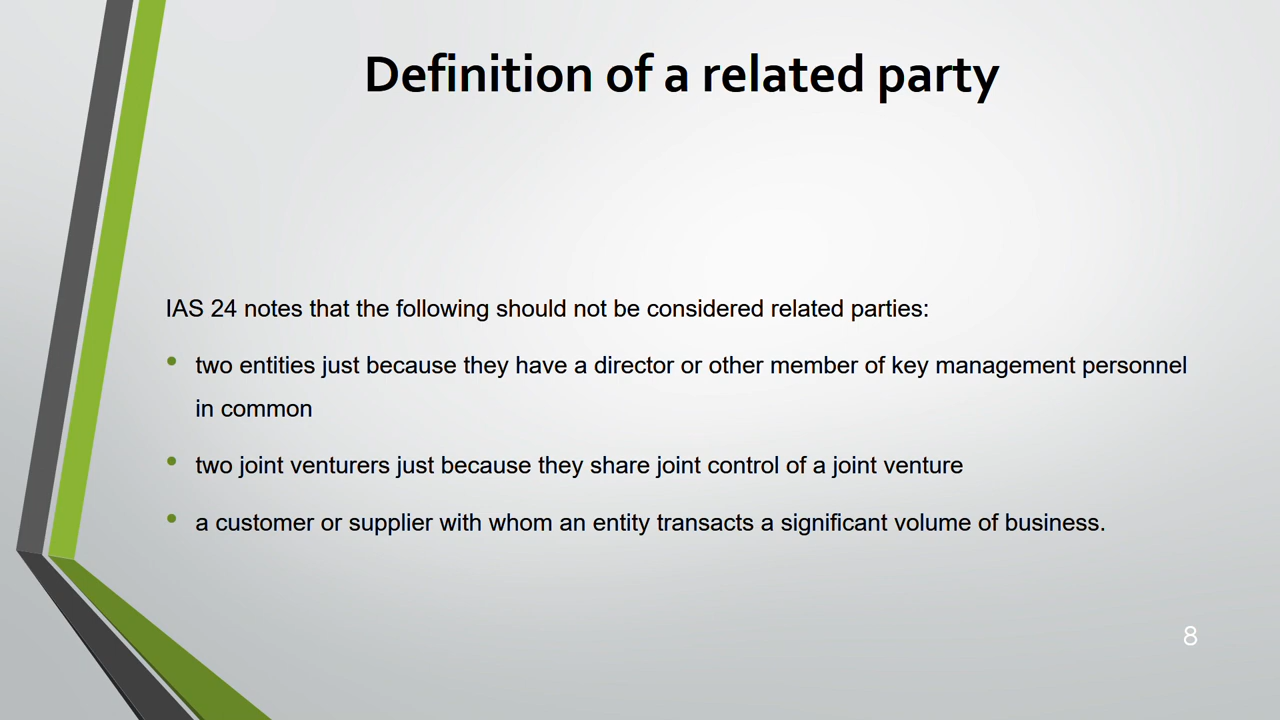 Definition of a related party
IAS 24 notes that the following should not be considered related parties:
• two entities just because they have a director or other member of key management personnel
in common
• two joint venturers just because they share joint control of a joint venture
• a customer or supplier with whom an entity transacts a significant volume of business.
8